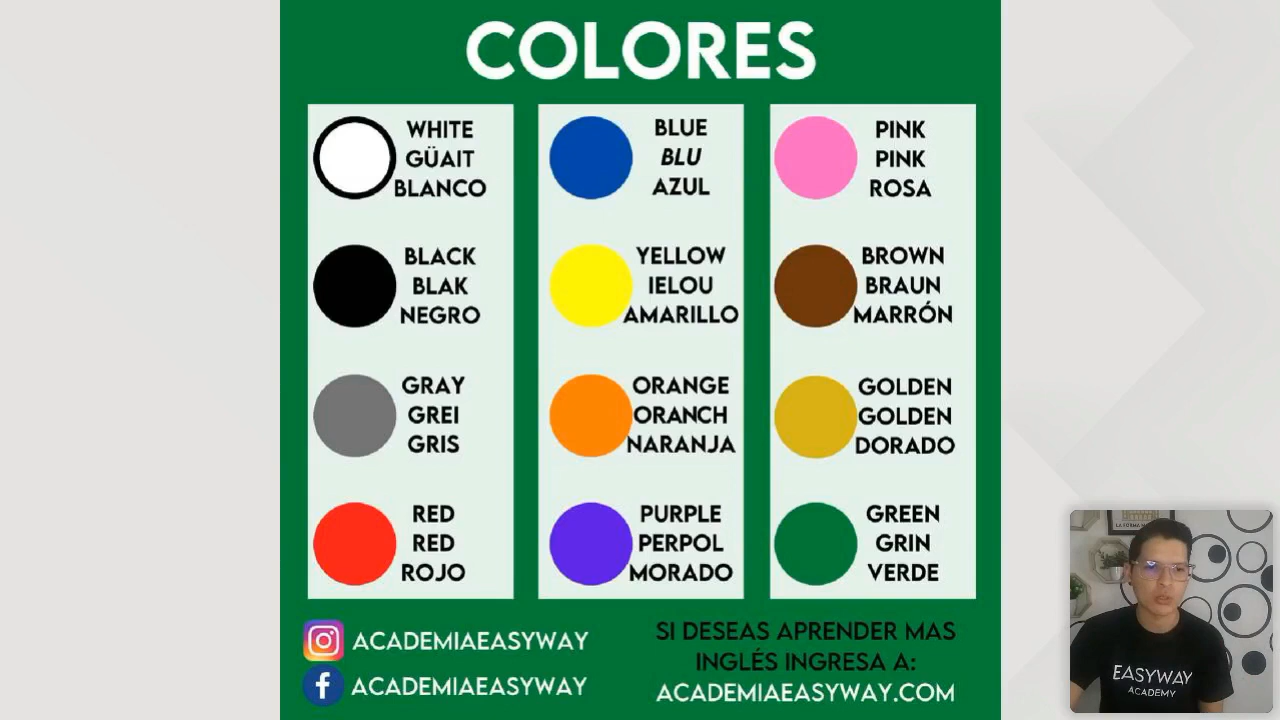 COLORES
WHITE
GÜAIT
BLANCO
BLACK
BLAK
NEGRO
GRAY
GREI
GRIS
RED
RED
ROJO
BLUE
BLU
AZUL
YELLOW
IELOU
AMARILLO
ORANGE
ORANCH
NARANJA
PURPLE
PERPOL
MORADO
PINK
PINK
ROSA
BROWN
BRAUN
MARRÓN
GOLDEN
GOLDEN
DORADO
GREEN
GRIN
VERDE
ACADEMIAEASYWAY
ACADEMIAEASYWAY
SI DESEAS APRENDER MAS
INGLÉS INGRESA A:
ACADEMIAEASYWAY.COM
LA FORMA
EASYWAY
ACADEMY